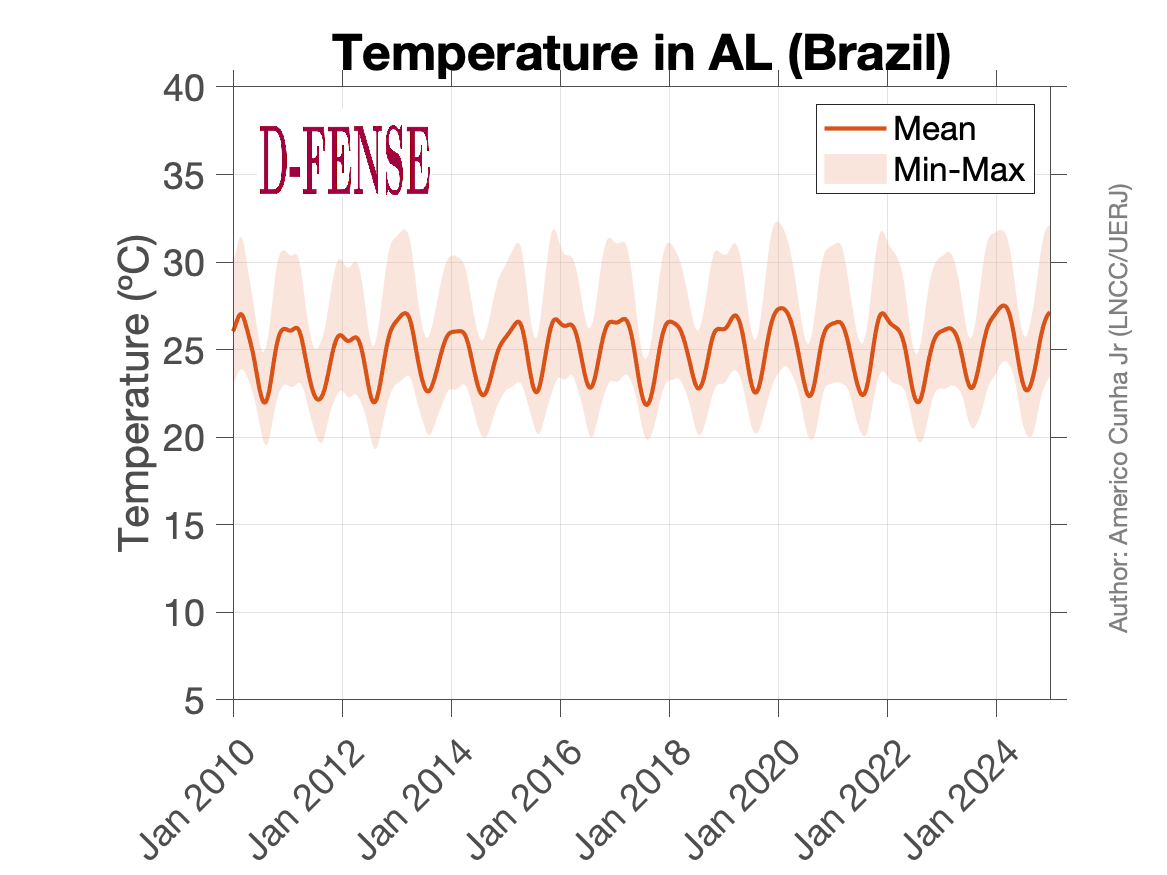 Temperature in AL (Brazil)
D-FENSE
Mean
Min-Max
Temperature (ºC)
40
35
30
25
20
15
10
5
Jan 2010
Jan 2012
Jan 2014
Jan 2016
Jan 2018
Jan 2020
Jan 2022
Jan 2024
Author: Americo Cunha Jr (LNCC/UERJ)